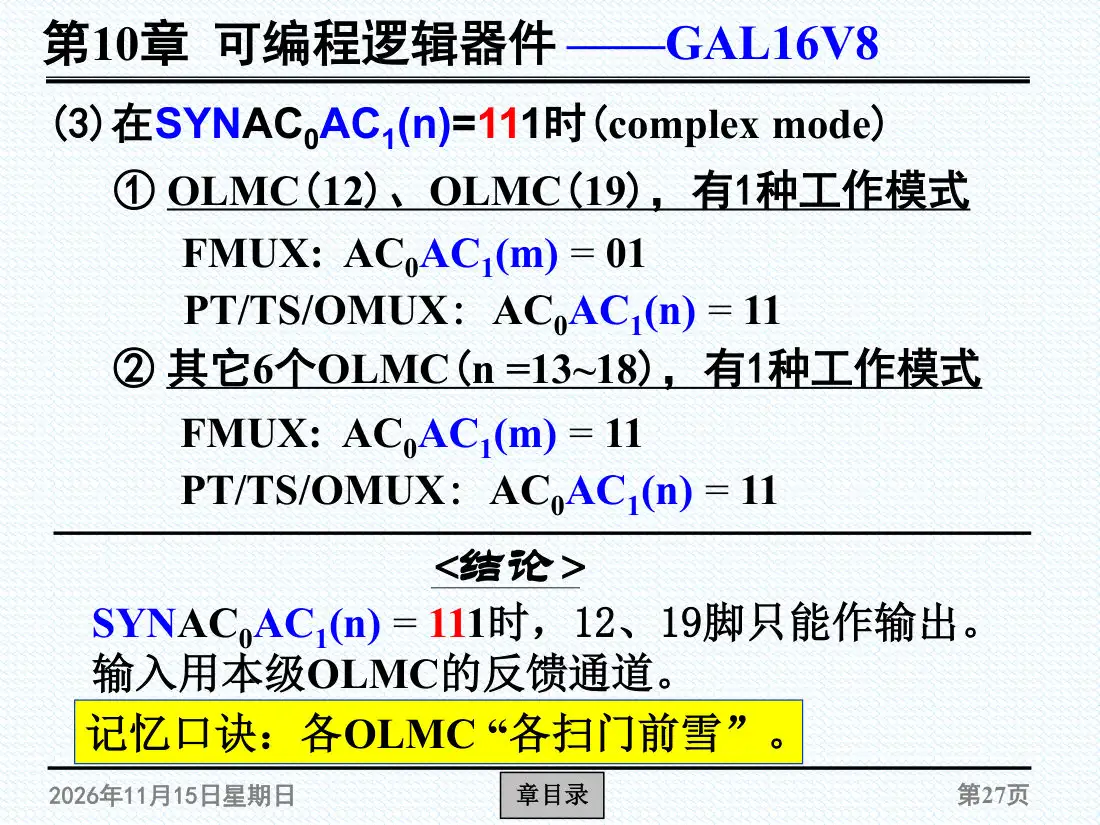 第10章 可编程逻辑器件 ——GAL16V8
(3)在SYNAC0AC1(n)=111时(complex mode)
① OLMC(12)、OLMC(19)，有1种工作模式
FMUX: AC0AC1(m) = 01
PT/TS/OMUX: AC0AC1(n) = 11
② 其它6个OLMC(n =13~18)，有1种工作模式
FMUX: AC0AC1(m) = 11
PT/TS/OMUX: AC0AC1(n) = 11
<结论>
SYNAC0AC1(n) = 111时，12、19脚只能作输出。
输入用本级OLMC的反馈通道。
记忆口诀：各OLMC “各扫门前雪”。
2026年11月15日星期日 章目录 第27页